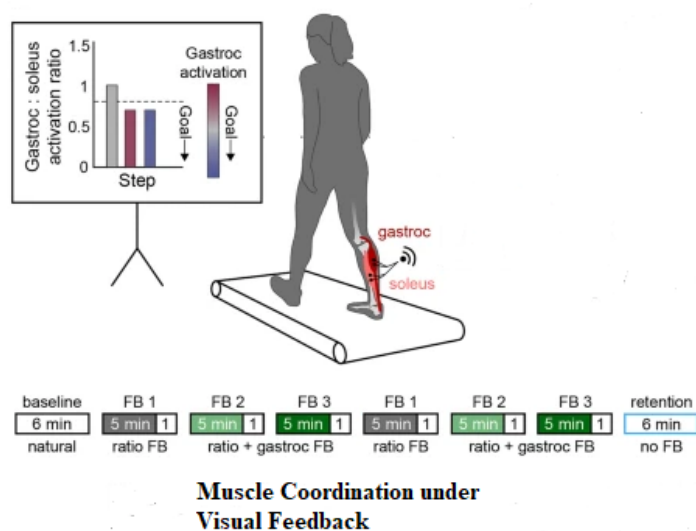 1.5
1
0.5
0
Gastroc : soleus
activation ratio
Step
Goal
Gastroc
activation
Goal
gastroc
soleus
baseline FB 1 FB 2 FB 3 FB 1 FB 2 FB 3 retention
6 min 5 min 1 5 min 1 5 min 1 5 min 1 5 min 1 5 min 1 6 min
natural ratio FB ratio + gastroc FB ratio FB ratio + gastroc FB no FB
Muscle Coordination under
Visual Feedback